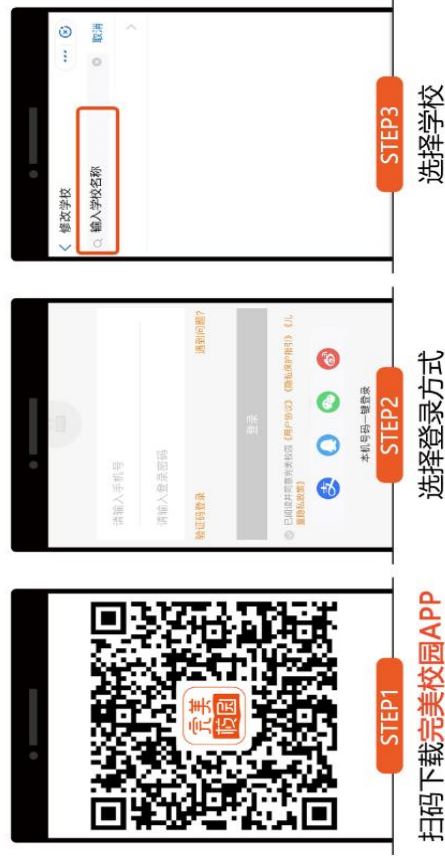 完美
校园
STEP1
扫码下载完美校园APP
请输入手机号
请输入登录密码
验证码登录
遇到问题?
登录
已阅读并同意完美校园《用户协议》《隐私保护指引》《儿
童隐私政策》
本机号码一键登录
STEP2
选择登录方式
修改学校
输入学校名称
取消
STEP3
选择学校